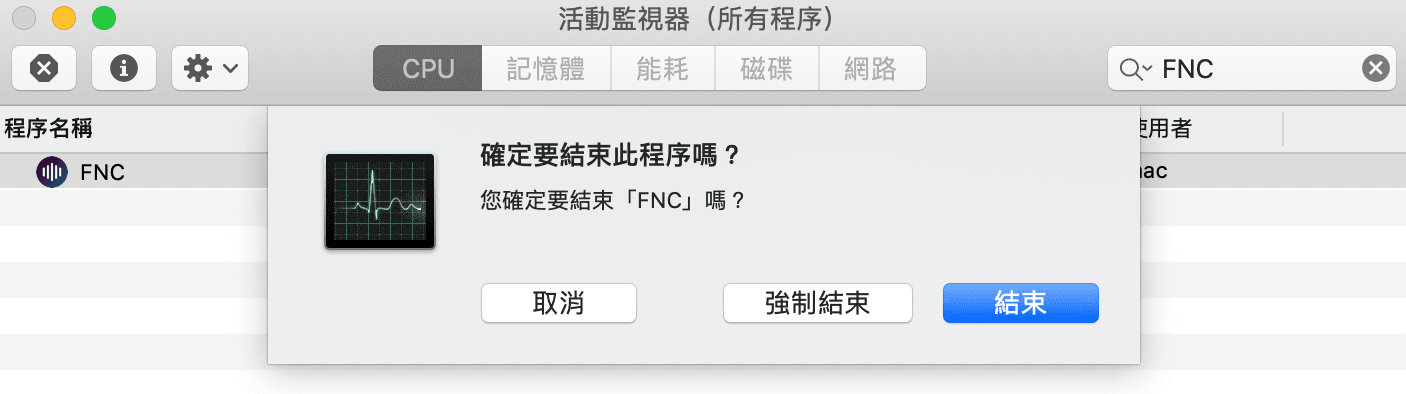 活動監視器（所有程序）
CPU
記憶體
能耗
磁碟
網路
FNC
程序名稱
使用者
FNC
確定要結束此程序嗎？
您確定要結束「FNC」嗎？
取消
強制結束
結束